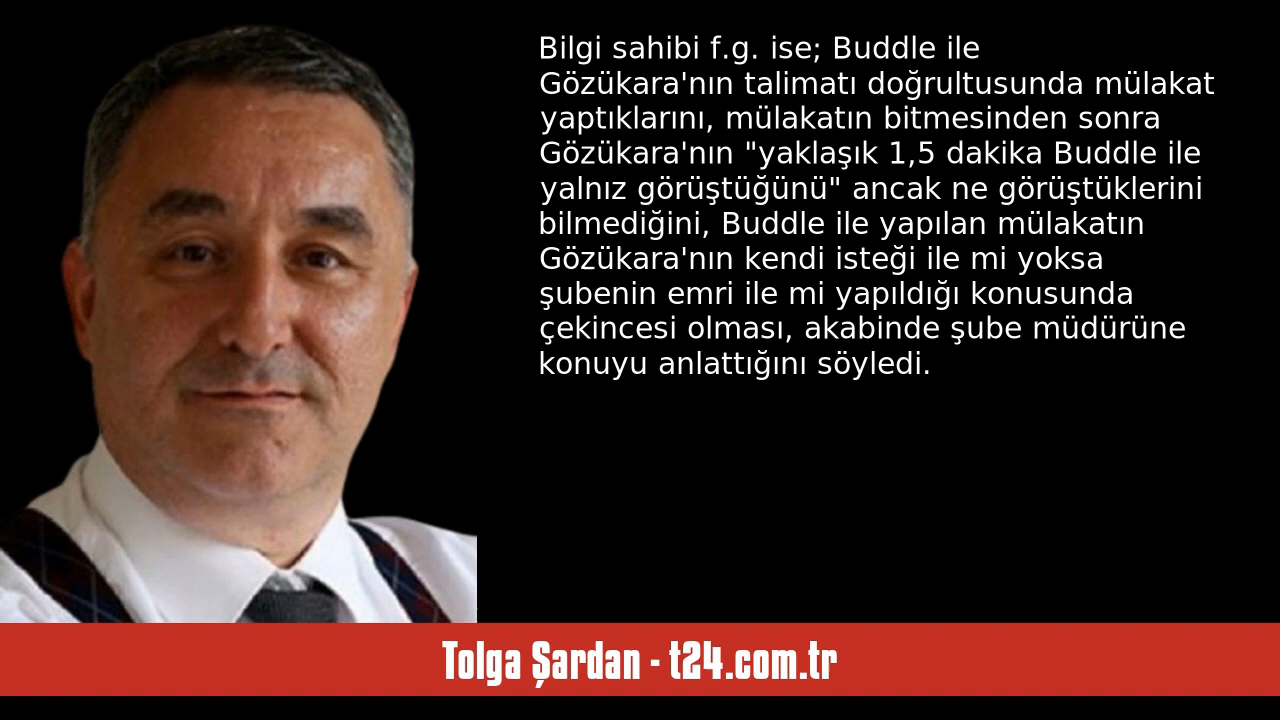 Bilgi sahibi f.g. ise; Buddle ile
Gözükara'nın talimatı doğrultusunda mülakat
yaptıklarını, mülakatın bitmesinden sonra
Gözükara'nın "yaklaşık 1,5 dakika Buddle ile
yalnız görüştüğünü" ancak ne görüştüklerini
bilmediğini, Buddle ile yapılan mülakatın
Gözükara'nın kendi isteği ile mi yoksa
şubenin emri ile mi yapıldığı konusunda
çekincesi olması, akabinde şube müdürüne
konuyu anlattığını söyledi.
Tolga Şardan - t24.com.tr